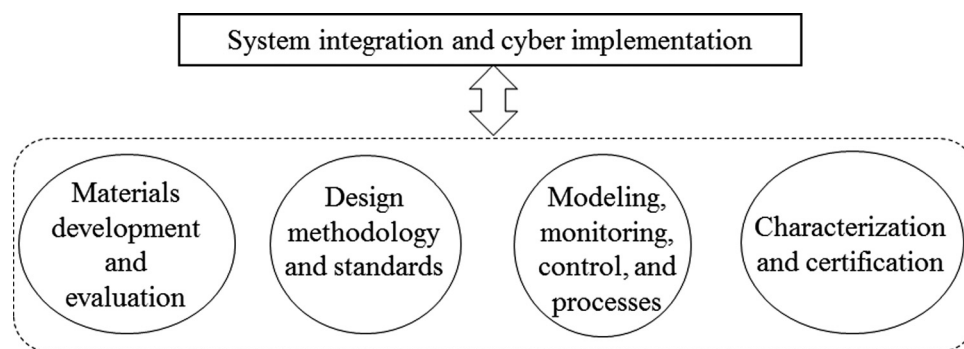 System integration and cyber implementation
Materials
development
and
evaluation
Design
methodology
and standards
Modeling,
monitoring,
control, and
processes
Characterization
and certification